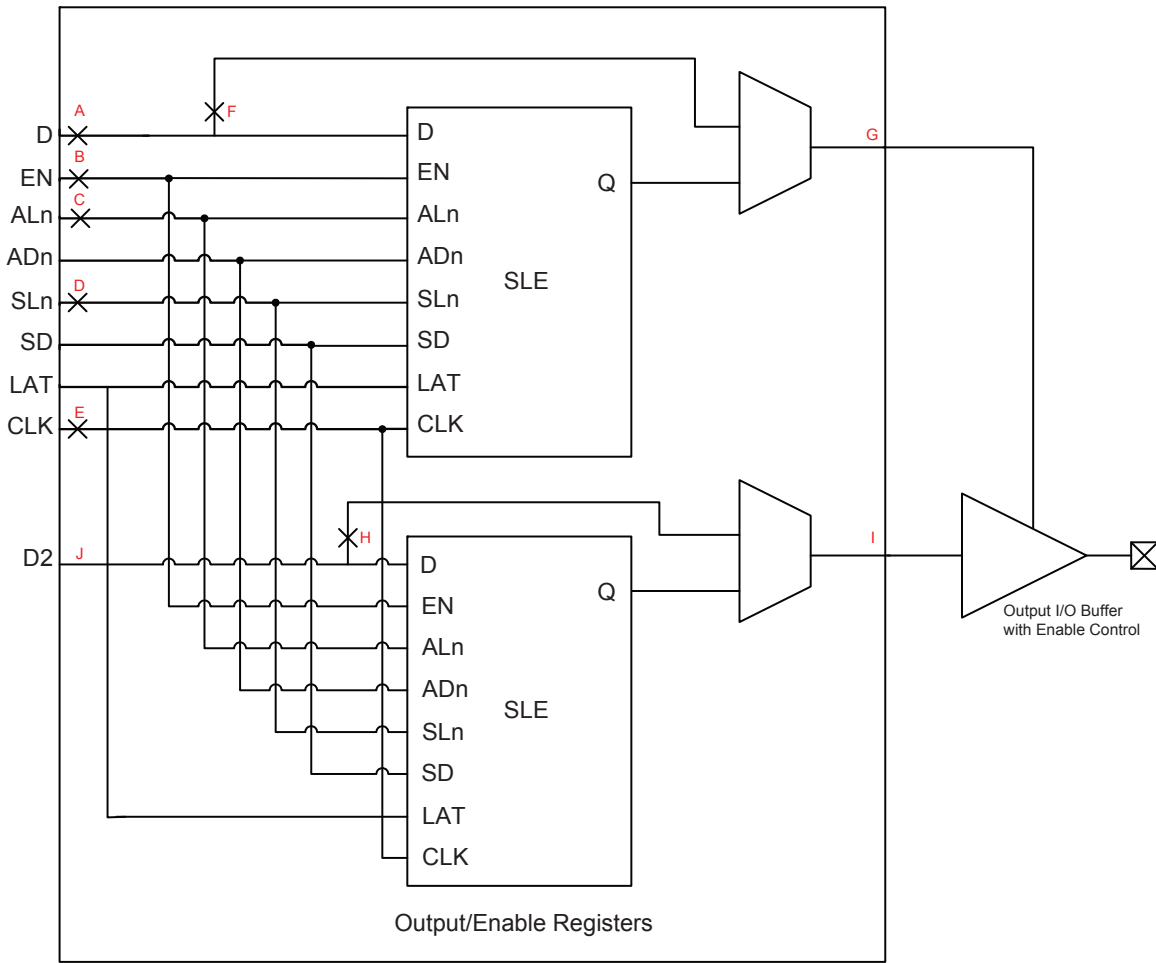 A
F
D
D
G
B
EN
EN
Q
C
ALn
ALn
ADn
ADn
SLE
D
SLn
SLn
SD
SD
LAT
LAT
E
CLK
CLK
H
I
J
D2
D
Q
EN
Output I/O Buffer
with Enable Control
ALn
ADn
SLE
SLn
SD
LAT
CLK
Output/Enable Registers